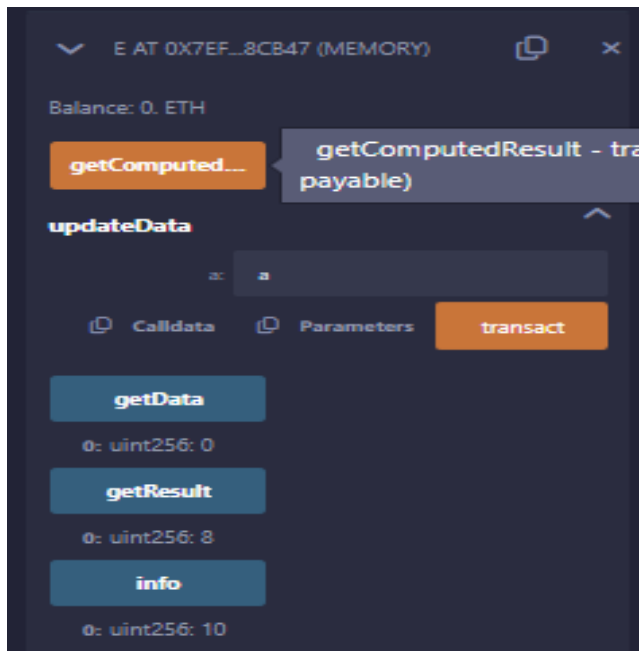 E AT 0X7EF...8CB47 (MEMORY)
Balance: 0. ETH
getComputed...
getComputedResult - tra
payable)
updateData
a: a
Calldata Parameters transact
getData
0: uint256: 0
getResult
0: uint256: 8
info
0: uint256: 10